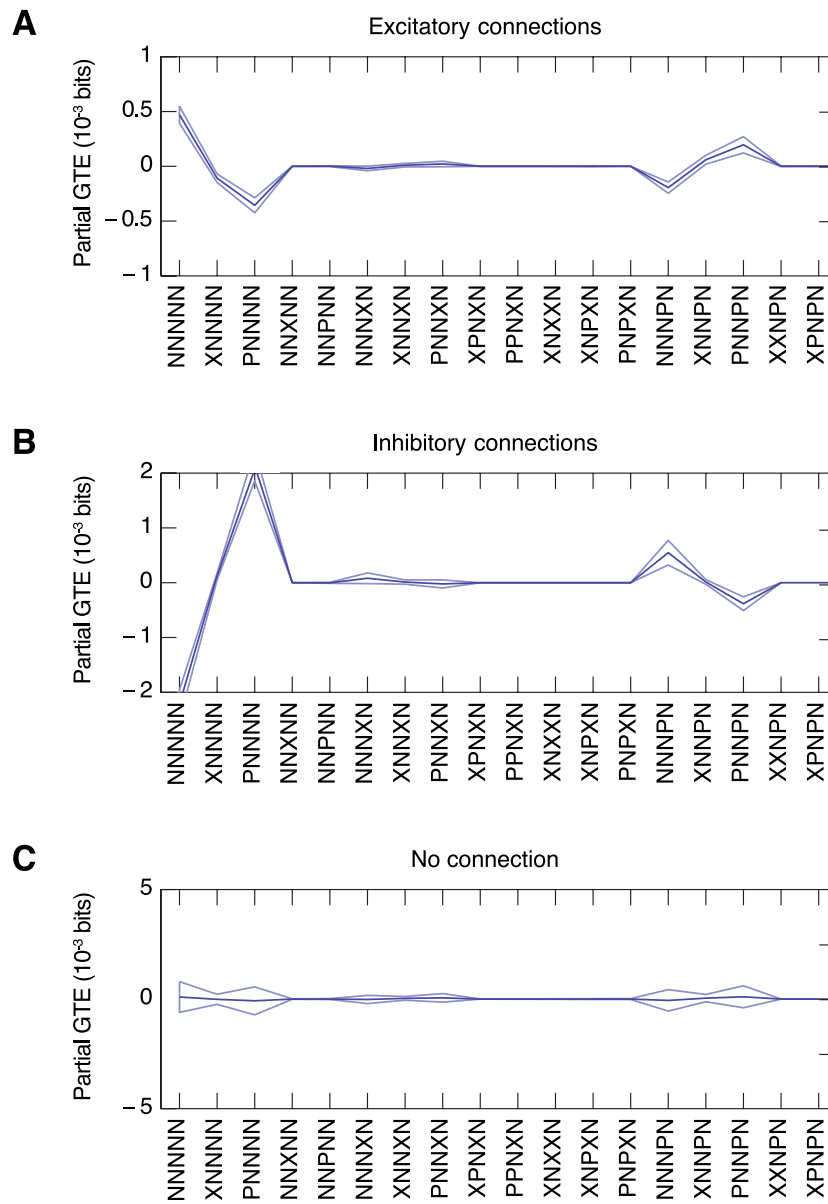 A
Excitatory connections
Partial GTE (10-3 bits)
1
0.5
0
−0.5
−1
NNNNN
XNNNN
PNNNN
NNXNN
NNPNN
NNNXN
XNNXN
PNNXN
XPNXN
PPNXN
XNXXN
XNPXN
PNPXN
NNNPN
XNNPN
PNNPN
XXNPN
XPNPN
B
Inhibitory connections
Partial GTE (10-3 bits)
2
1
0
−1
−2
NNNNN
XNNNN
PNNNN
NNXNN
NNPNN
NNNXN
XNNXN
PNNXN
XPNXN
PPNXN
XNXXN
XNPXN
PNPXN
NNNPN
XNNPN
PNNPN
XXNPN
XPNPN
C
No connection
Partial GTE (10-3 bits)
5
0
−5
NNNNN
XNNNN
PNNNN
NNXNN
NNPNN
NNNXN
XNNXN
PNNXN
XPNXN
PPNXN
XNXXN
XNPXN
PNPXN
NNNPN
XNNPN
PNNPN
XXNPN
XPNPN